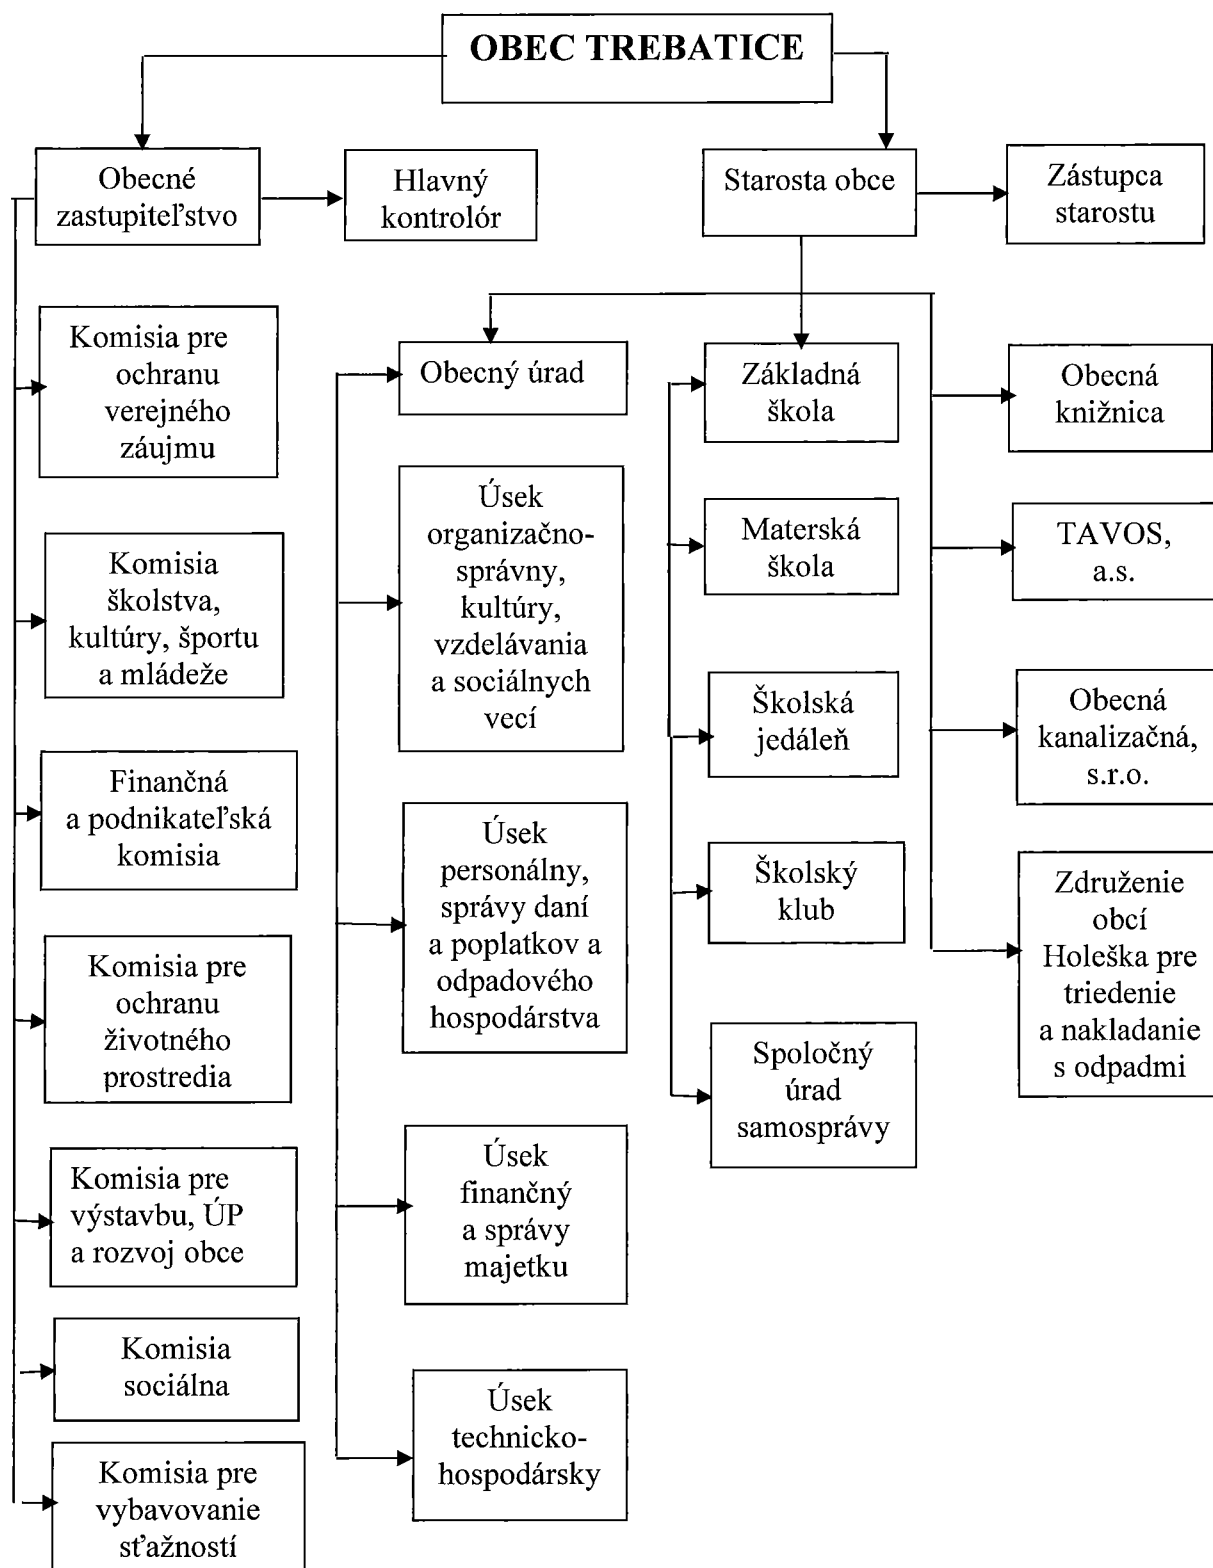 OBEC TREBATICE
Obecné
zastupiteľstvo
Hlavný
kontrolór
Starosta obce
Zástupca
starostu
Komisia pre
ochranu
verejného
záujmu
Komisia
školstva,
kultúry, športu
a mládeže
Finančná
a podnikateľská
komisia
Komisia pre
ochranu
životného
prostredia
Komisia pre
výstavbu, ÚP
a rozvoj obce
Komisia
sociálna
Komisia pre
vybavovanie
sťažností
Obecný úrad
Úsek
organizačno-
správny,
kultúry,
vzdelávania
a sociálnych
vecí
Úsek
personálny,
správy daní
a poplatkov a
odpadového
hospodárstva
Úsek
finančný
a správy
majetku
Úsek
technicko-
hospodársky
Základná
škola
Materská
škola
Školská
jedáleň
Školský
klub
Spoločný
úrad
samosprávy
Obecná
knižnica
TAVOS,
a.s.
Obecná
kanalizačná,
s.r.o.
Združenie
obcí
Holeška pre
triedenie
a nakladanie
s odpadmi